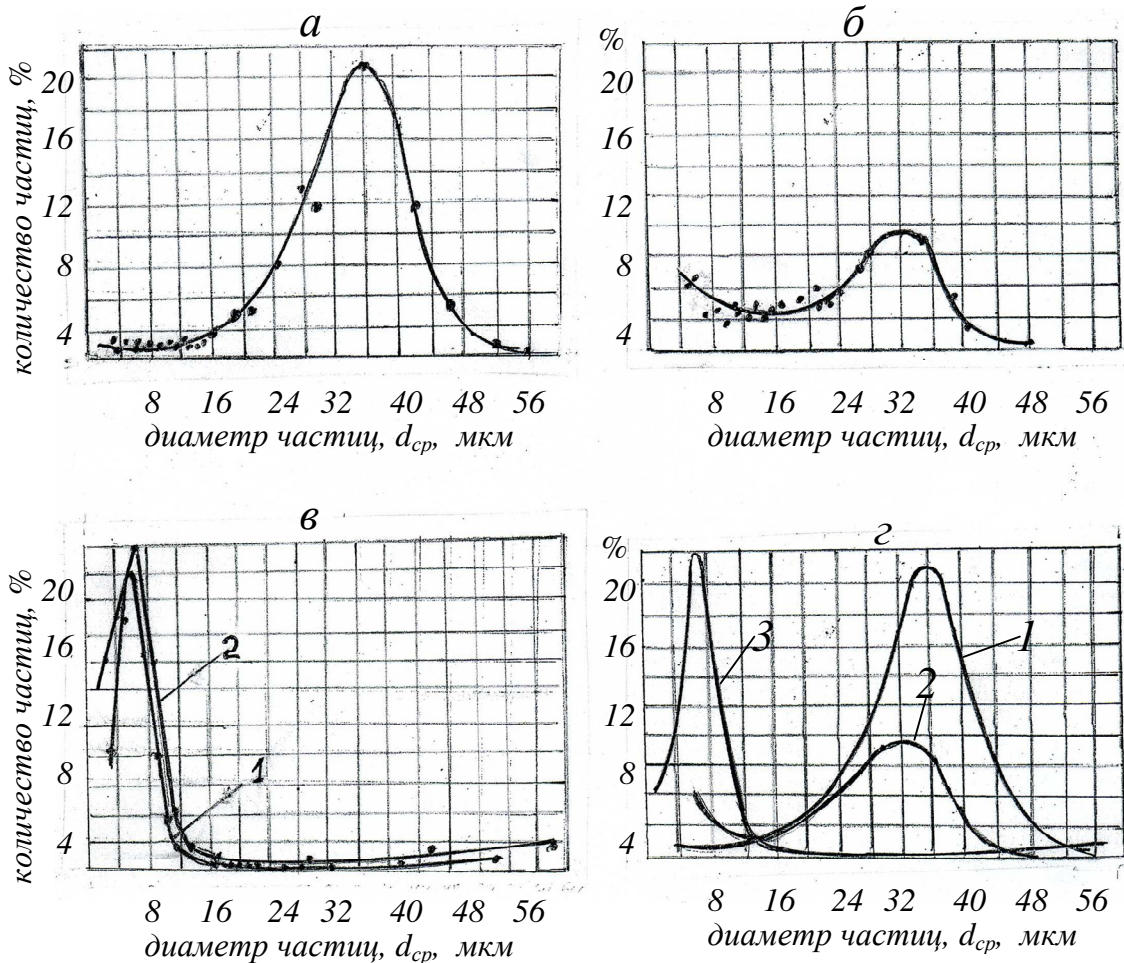 а
количество частиц, %
20
16
12
8
4
8 16 24 32 40 48 56
диаметр частиц, dср, мкм
б
%
20
16
12
8
4
8 16 24 32 40 48 56
диаметр частиц, dср, мкм
в
количество частиц, %
20
16
12
8
4
2
1
8 16 24 32 40 48 56
диаметр частиц, dср, мкм
г
%
20
16
12
8
4
3
2
1
8 16 24 32 40 48 56
диаметр частиц, dср, мкм